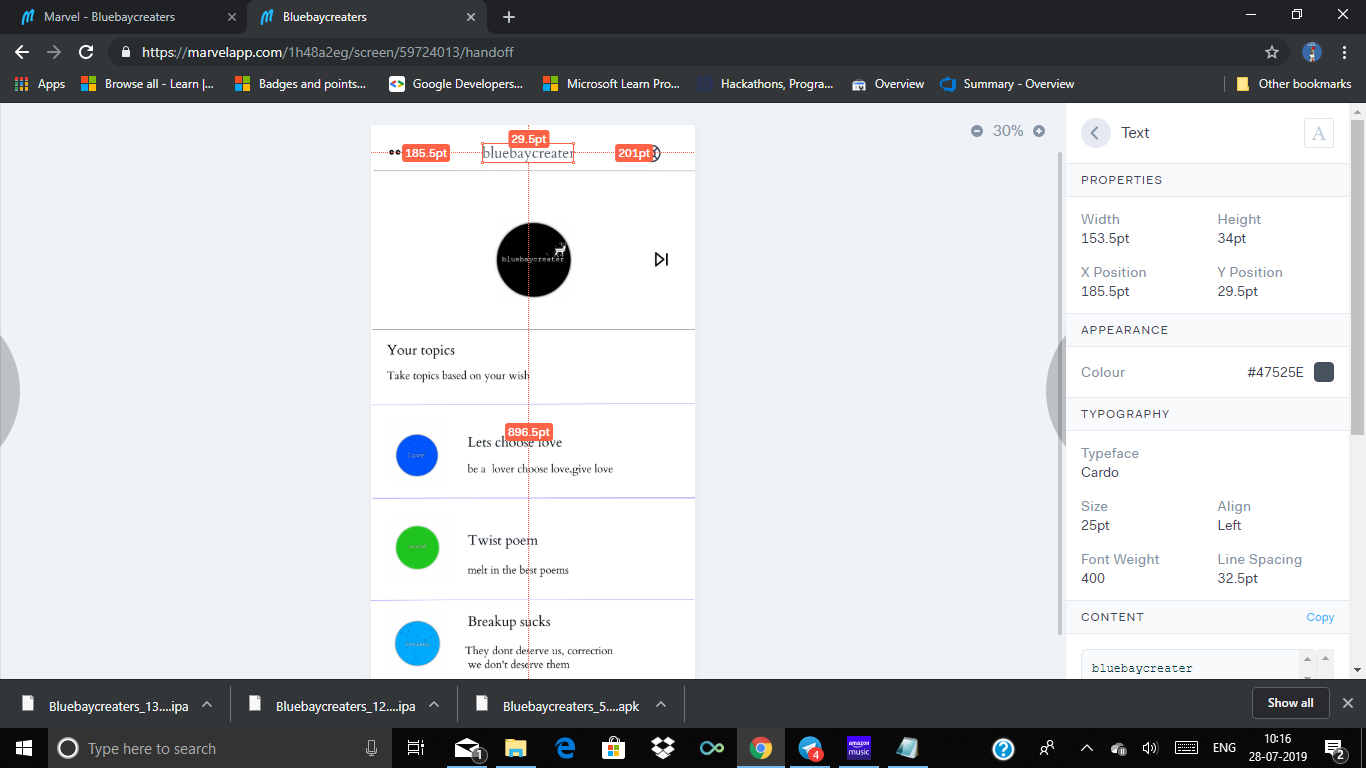 Marvel - Bluebaycreaters
Bluebaycreaters
https://marvelapp.com/1h48a2eg/screen/59724013/handoff
Apps
Browse all - Learn |...
Badges and points...
Google Developers...
Microsoft Learn Pro...
Hackathons, Progra...
Overview
Summary - Overview
Other bookmarks
29.5pt
185.5pt
bluebaycreater
201pt
30%
bluebaycreater
Your topics
Take topics based on your wish
896.5pt
love
Lets choose love
be a lover choose love,give love
Twist poem
melt in the best poems
Breakup sucks
They dont deserve us, correction
we don't deserve them
Text
A
PROPERTIES
Width Height
153.5pt 34pt
X Position Y Position
185.5pt 29.5pt
APPEARANCE
Colour #47525E
TYPOGRAPHY
Typeface
Cardo
Size Align
25pt Left
Font Weight Line Spacing
400 32.5pt
CONTENT Copy
bluebaycreater
Bluebaycreaters_13....ipa
Bluebaycreaters_12....ipa
Bluebaycreaters_5....apk
Show all
Type here to search
1
4
amazon
music
ENG
10:16
28-07-2019
2